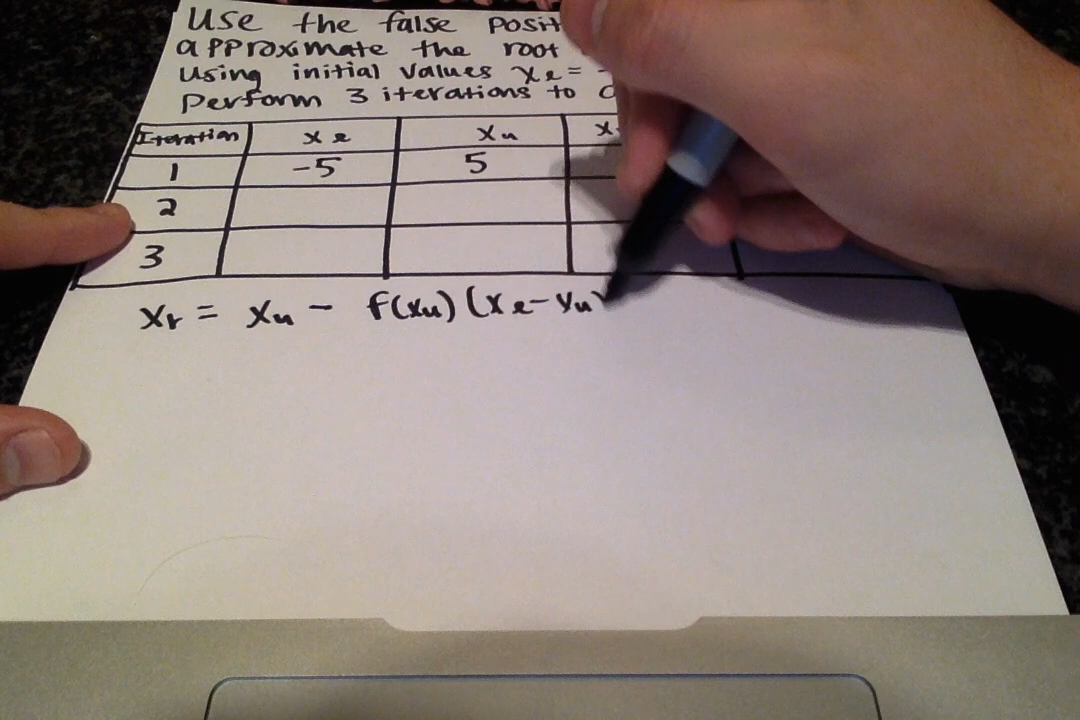 Use the false Posit
approximate the root
Using initial values xℓ = -
Perform 3 iterations to
Iteration xℓ xu x
1 -5 5
2
3
xr = xu - f(xu)(xℓ-xu)